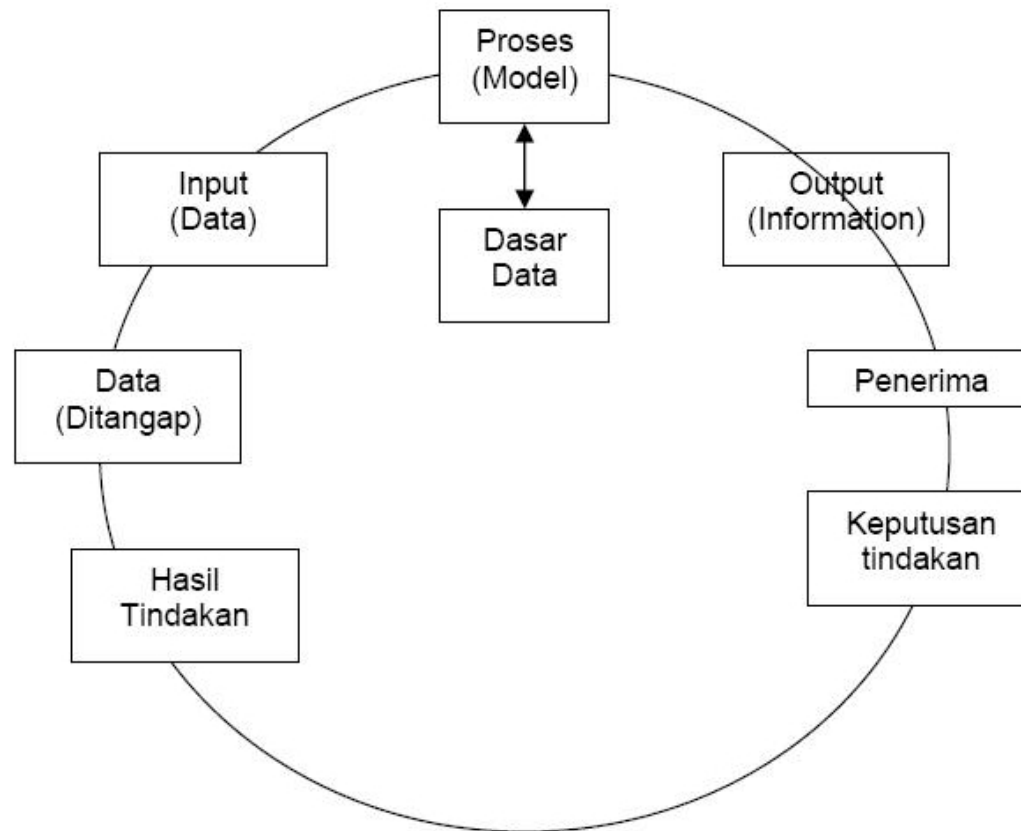 Proses
(Model)
Input
(Data)
Output
(Information)
Dasar
Data
Data
(Ditangap)
Penerima
Keputusan
tindakan
Hasil
Tindakan